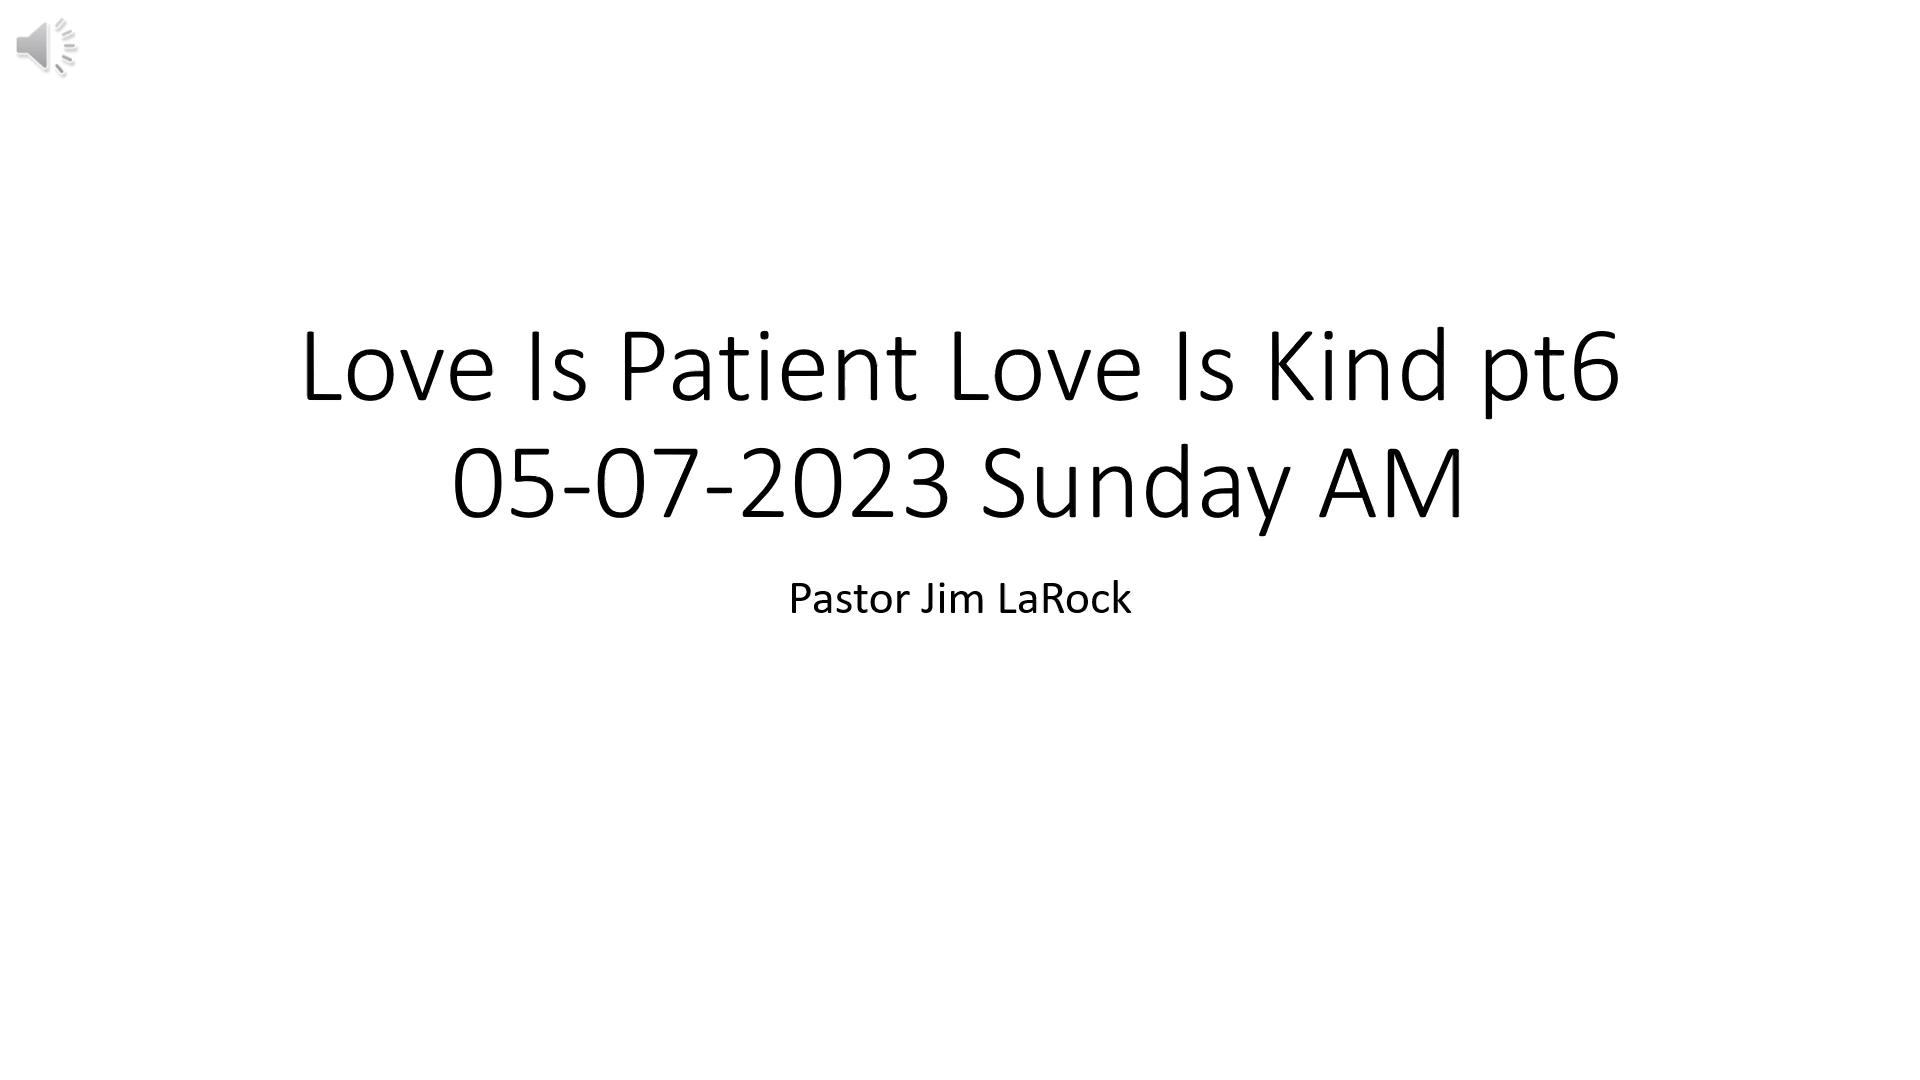 Love Is Patient Love Is Kind pt6
05-07-2023 Sunday AM
Pastor Jim LaRock